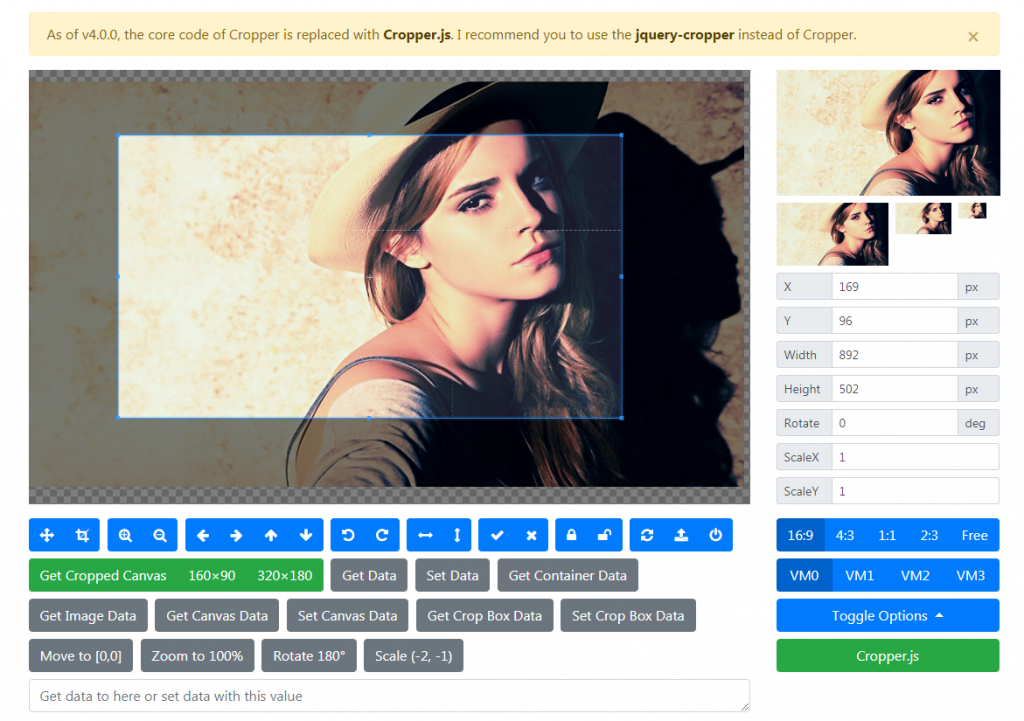 As of v4.0.0, the core code of Cropper is replaced with Cropper.js. I recommend you to use the jquery-cropper instead of Cropper. ×
X 169 px
Y 96 px
Width 892 px
Height 502 px
Rotate 0 deg
ScaleX 1
ScaleY 1
16:9 4:3 1:1 2:3 Free
Get Cropped Canvas 160×90 320×180 Get Data Set Data Get Container Data
VM0 VM1 VM2 VM3
Get Image Data Get Canvas Data Set Canvas Data Get Crop Box Data Set Crop Box Data
Toggle Options
Move to [0,0] Zoom to 100% Rotate 180° Scale (-2, -1)
Cropper.js
Get data to here or set data with this value